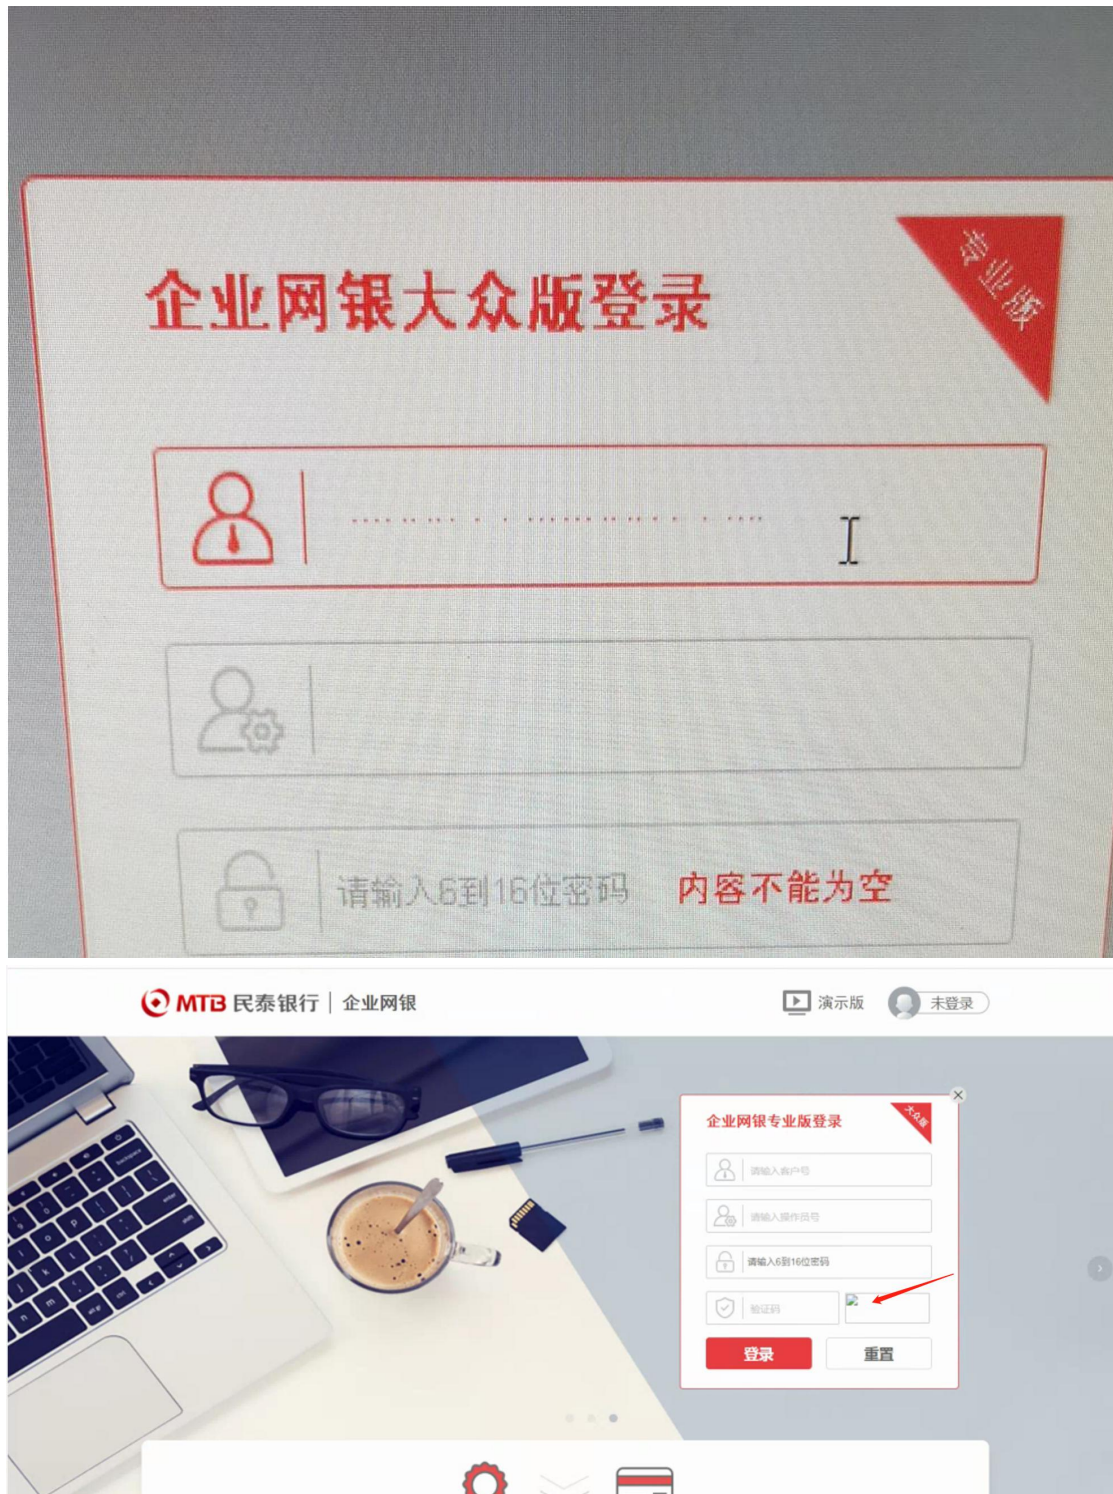 企业网银大众版登录
专业版
请输入6到16位密码 内容不能为空
MTB 民泰银行 | 企业网银
演示版
未登录
企业网银专业版登录
大众版
请输入客户号
请输入操作员号
请输入6到16位密码
验证码
登录
重置